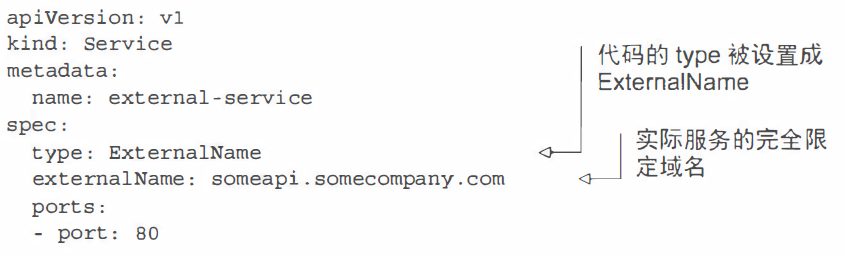 apiVersion: v1
kind: Service
metadata:
  name: external-service
spec:
  type: ExternalName
  externalName: someapi.somecompany.com
  ports:
  - port: 80
代码的 type 被设置成
ExternalName
实际服务的完全限
定域名